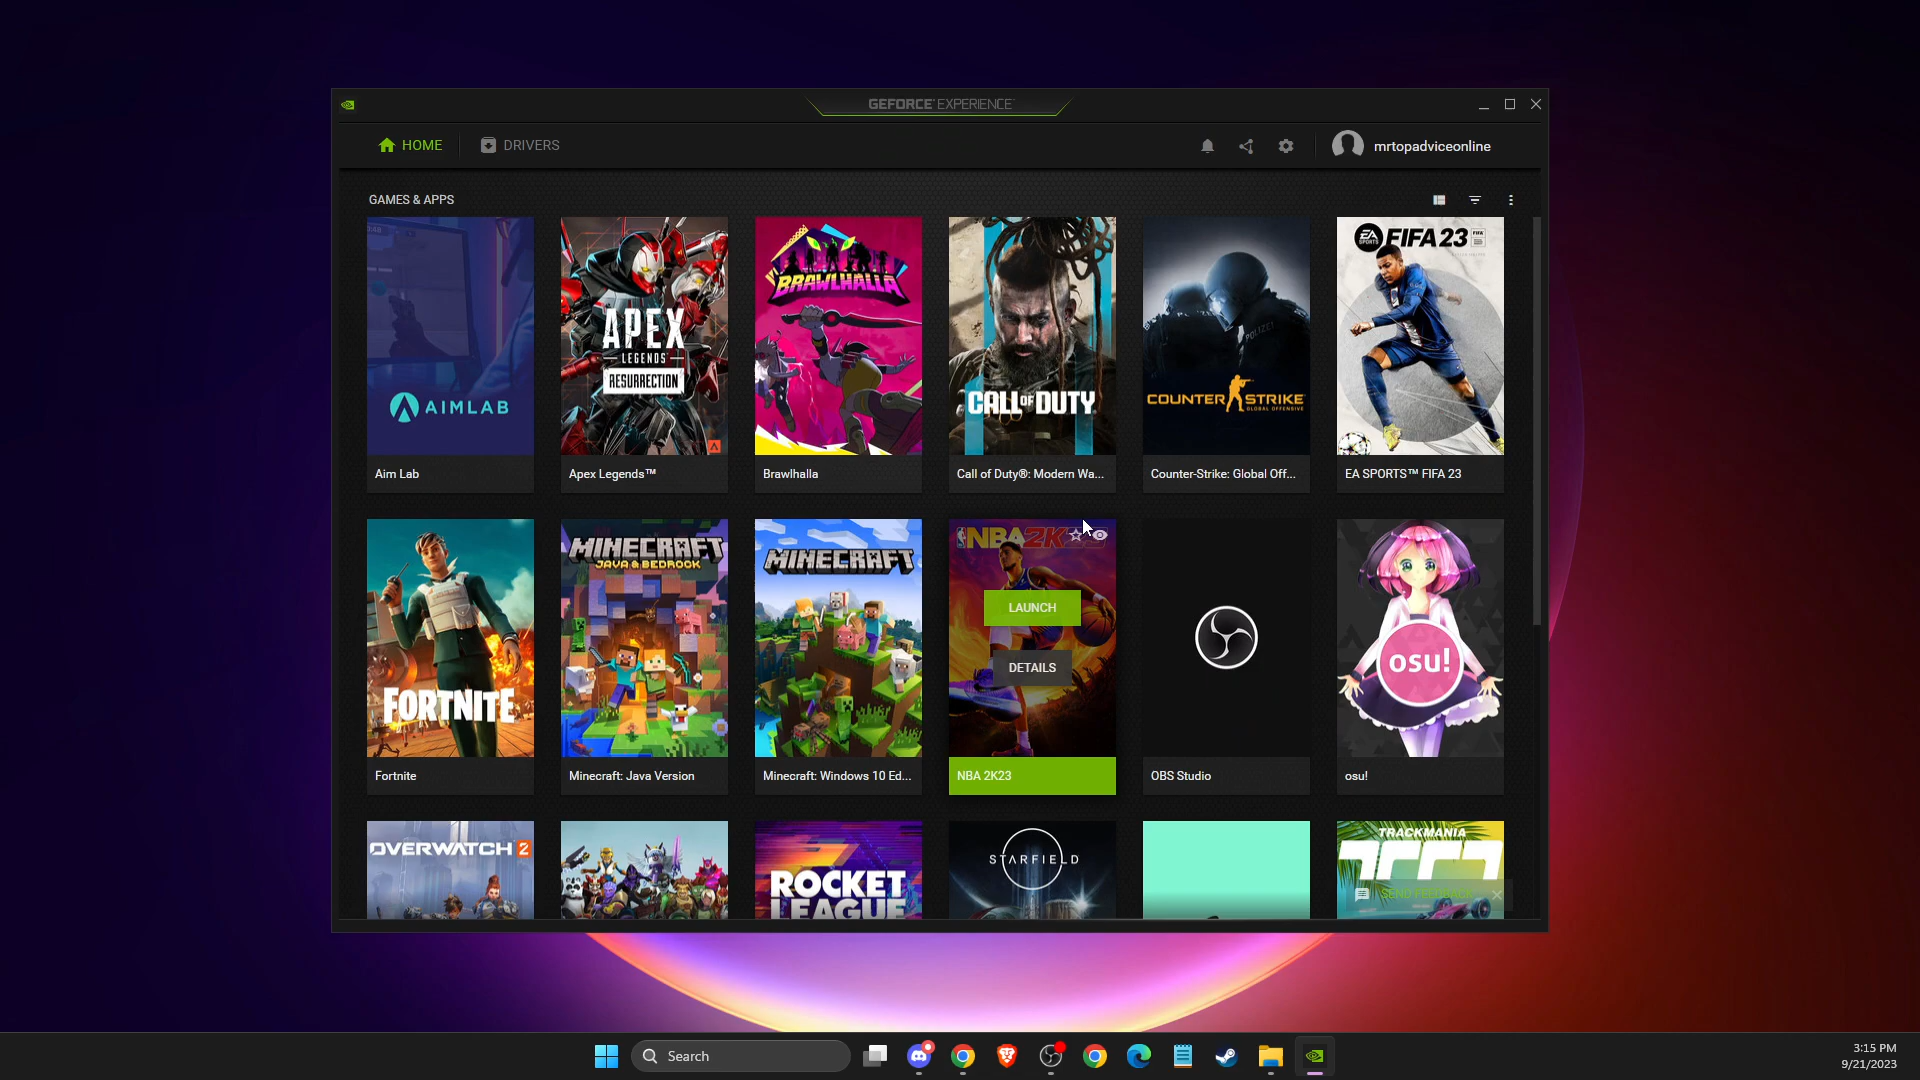 GEFORCE EXPERIENCE
HOME
DRIVERS
mrtopadviceonline
GAMES & APPS
AIMLAB
APEX
LEGENDS
RESURRECTION
BRAWLHALLA
CALL OF DUTY
POLIZEI
COUNTER STRIKE
GLOBAL OFFENSIVE
EA SPORTS
FIFA 23
FIFA
Aim Lab
Apex Legends™
Brawlhalla
Call of Duty®: Modern Wa...
Counter-Strike: Global Off...
EA SPORTS™ FIFA 23
FORTNITE
MINECRAFT
JAVA & BEDROCK
MINECRAFT
NBA 2K23
LAUNCH
DETAILS
osu!
Fortnite
Minecraft: Java Version
Minecraft: Windows 10 Ed...
NBA 2K23
OBS Studio
osu!
OVERWATCH 2
ROCKET
LEAGUE
STARFIELD
TRACKMANIA
SEND FEEDBACK
Search
3:15 PM
9/21/2023